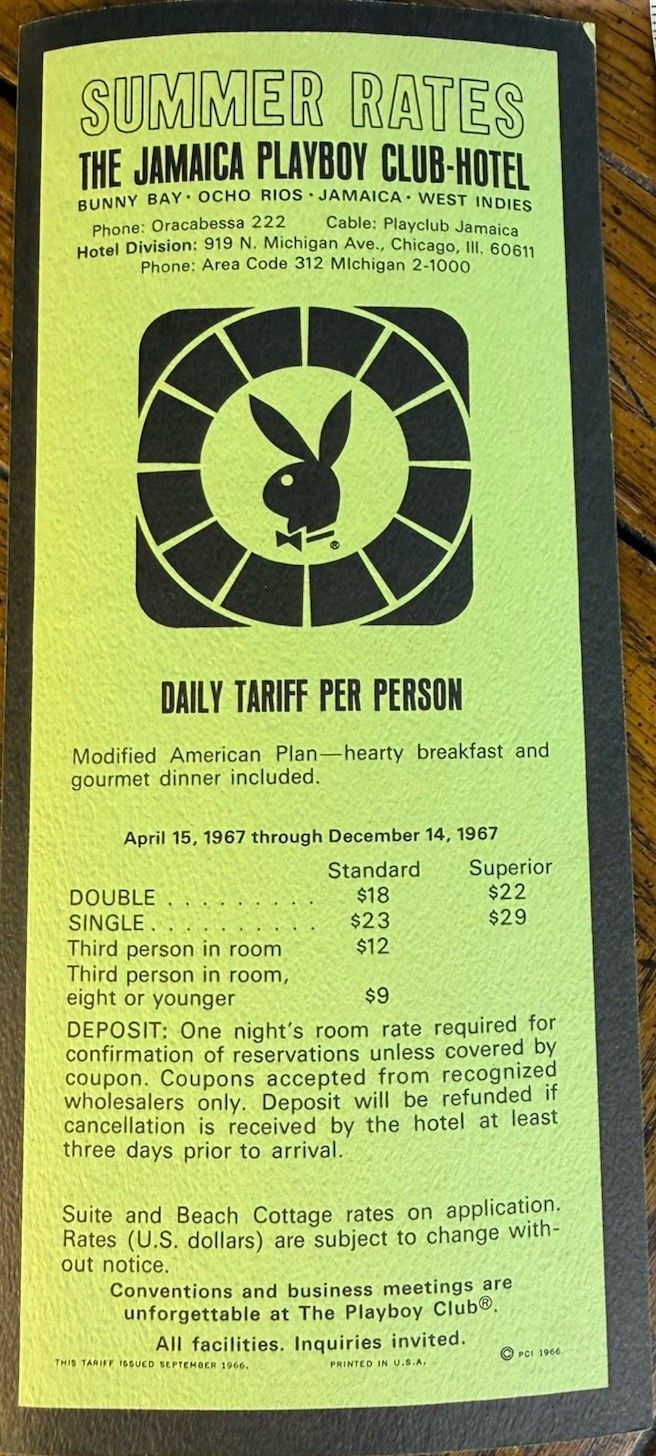 SUMMER RATES
THE JAMAICA PLAYBOY CLUB-HOTEL
BUNNY BAY · OCHO RIOS · JAMAICA · WEST INDIES
Phone: Oracabessa 222 Cable: Playclub Jamaica
Hotel Division: 919 N. Michigan Ave., Chicago, Ill. 60611
Phone: Area Code 312 MIchigan 2-1000
®
DAILY TARIFF PER PERSON
Modified American Plan—hearty breakfast and
gourmet dinner included.
April 15, 1967 through December 14, 1967
Standard Superior
DOUBLE . . . . . . . . . $18 $22
SINGLE . . . . . . . . . . $23 $29
Third person in room $12
Third person in room,
eight or younger $9
DEPOSIT: One night's room rate required for
confirmation of reservations unless covered by
coupon. Coupons accepted from recognized
wholesalers only. Deposit will be refunded if
cancellation is received by the hotel at least
three days prior to arrival.
Suite and Beach Cottage rates on application.
Rates (U.S. dollars) are subject to change with-
out notice.
Conventions and business meetings are
unforgettable at The Playboy Club®.
All facilities. Inquiries invited.
THIS TARIFF ISSUED SEPTEMBER 1966. PRINTED IN U.S.A. © PCI 1966